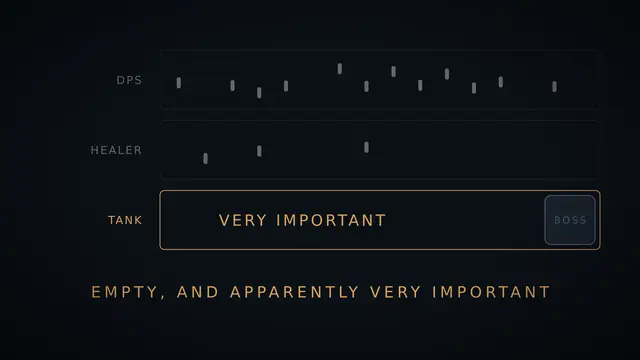 DPS
HEALER
TANK VERY IMPORTANT BOSS
EMPTY, AND APPARENTLY VERY IMPORTANT